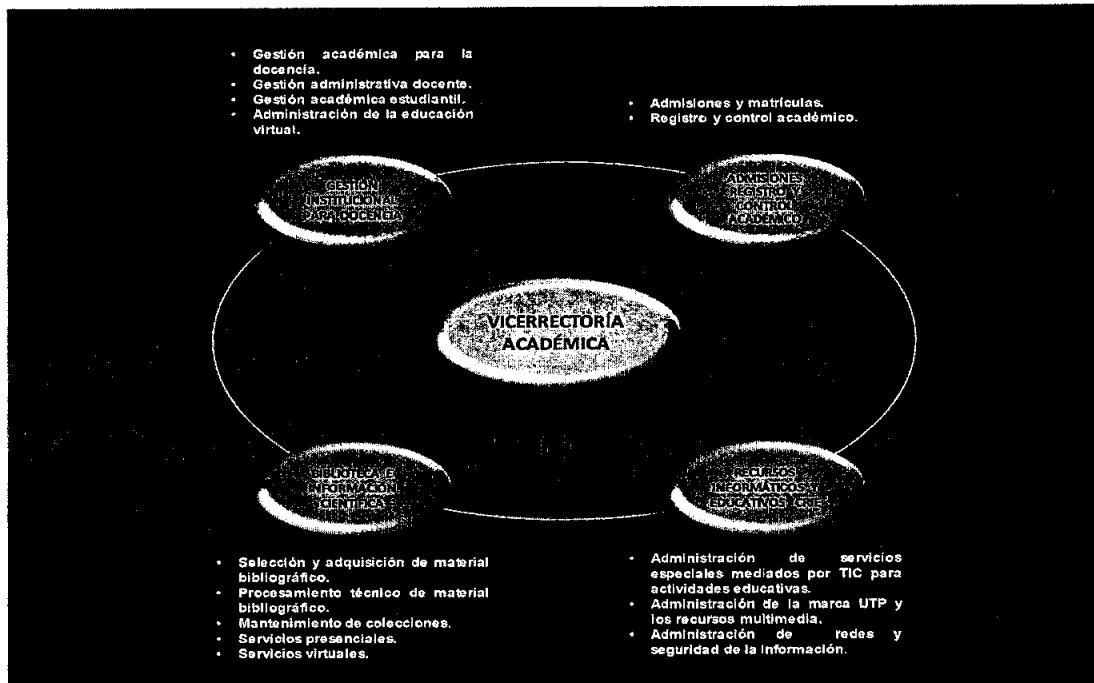 • Gestión académica para la
docencia.
• Gestión administrativa docente.
• Gestión académica estudiantil.
• Administración de la educación
virtual.
• Admisiones y matrículas.
• Registro y control académico.
GESTIÓN
INSTITUCIONAL
PARA DOCENCIA
ADMISIONES
REGISTRO Y
CONTROL
ACADÉMICO
VICERRECTORÍA
ACADÉMICA
BIBLIOTECA E
INFORMACIÓN
CIENTÍFICA
RECURSOS
INFORMÁTICOS Y
EDUCATIVOS CRIE
• Selección y adquisición de material
bibliográfico.
• Procesamiento técnico de material
bibliográfico.
• Mantenimiento de colecciones.
• Servicios presenciales.
• Servicios virtuales.
• Administración de servicios
especiales mediados por TIC para
actividades educativas.
• Administración de la marca UTP y
los recursos multimedia.
• Administración de redes y
seguridad de la información.